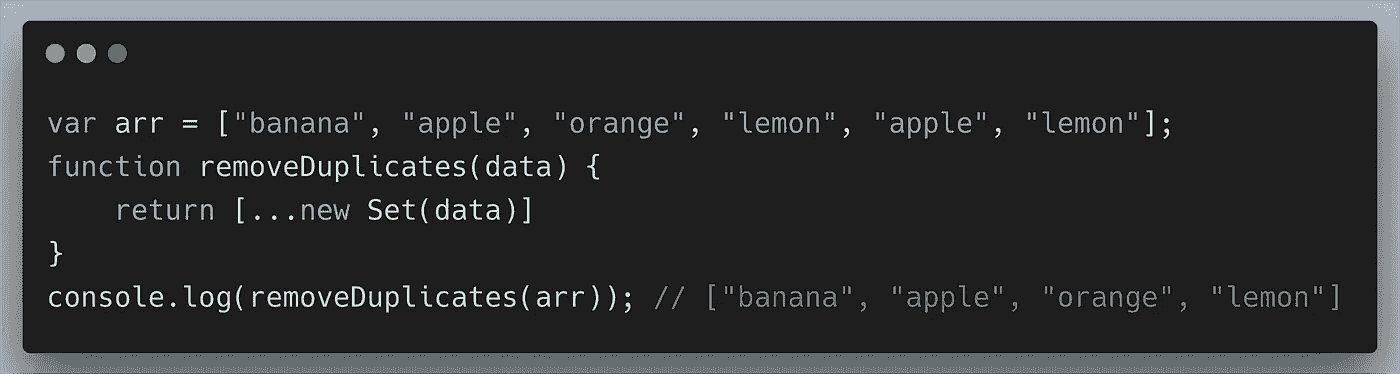 var arr = ["banana", "apple", "orange", "lemon", "apple", "lemon"];
function removeDuplicates(data) {
    return [...new Set(data)]
}
console.log(removeDuplicates(arr)); // ["banana", "apple", "orange", "lemon"]